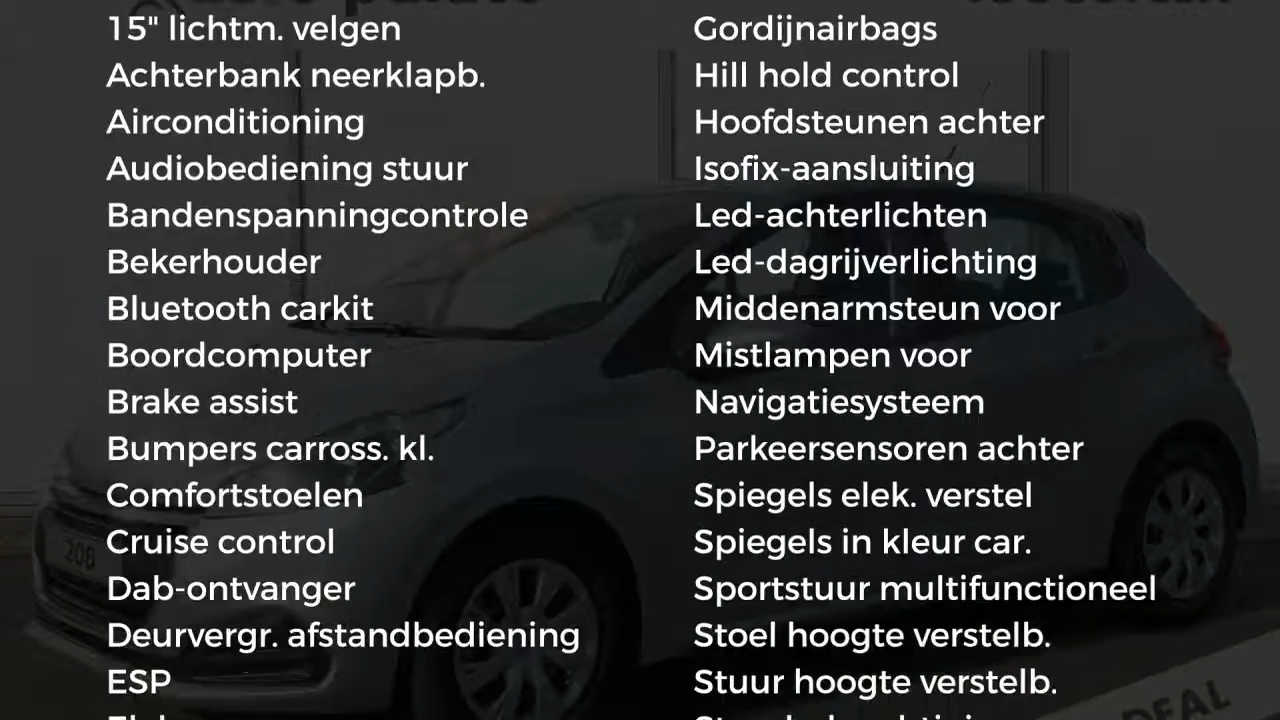 15" lichtm. velgen
Achterbank neerklapb.
Airconditioning
Audiobediening stuur
Bandenspanningcontrole
Bekerhouder
Bluetooth carkit
Boordcomputer
Brake assist
Bumpers carross. kl.
Comfortstoelen
Cruise control
Dab-ontvanger
Deurvergr. afstandbediening
ESP
Gordijnairbags
Hill hold control
Hoofdsteunen achter
Isofix-aansluiting
Led-achterlichten
Led-dagrijverlichting
Middenarmsteun voor
Mistlampen voor
Navigatiesysteem
Parkeersensoren achter
Spiegels elek. verstel
Spiegels in kleur car.
Sportstuur multifunctioneel
Stoel hoogte verstelb.
Stuur hoogte verstelb.
208
DEAL